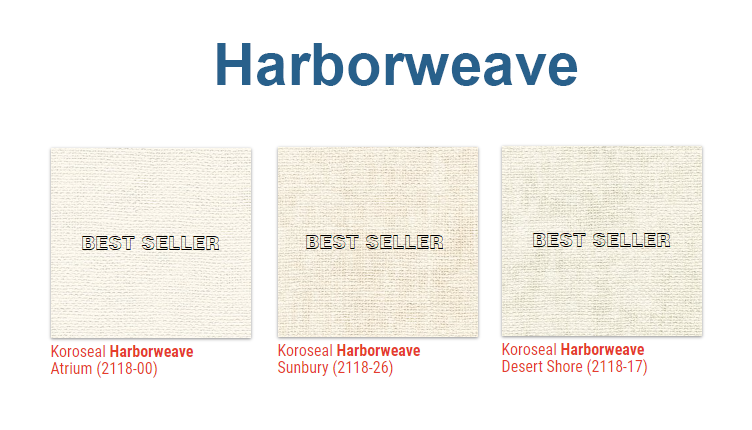 Harborweave
BEST SELLER
BEST SELLER
BEST SELLER
Koroseal Harborweave
Atrium (2118-00)
Koroseal Harborweave
Sunbury (2118-26)
Koroseal Harborweave
Desert Shore (2118-17)